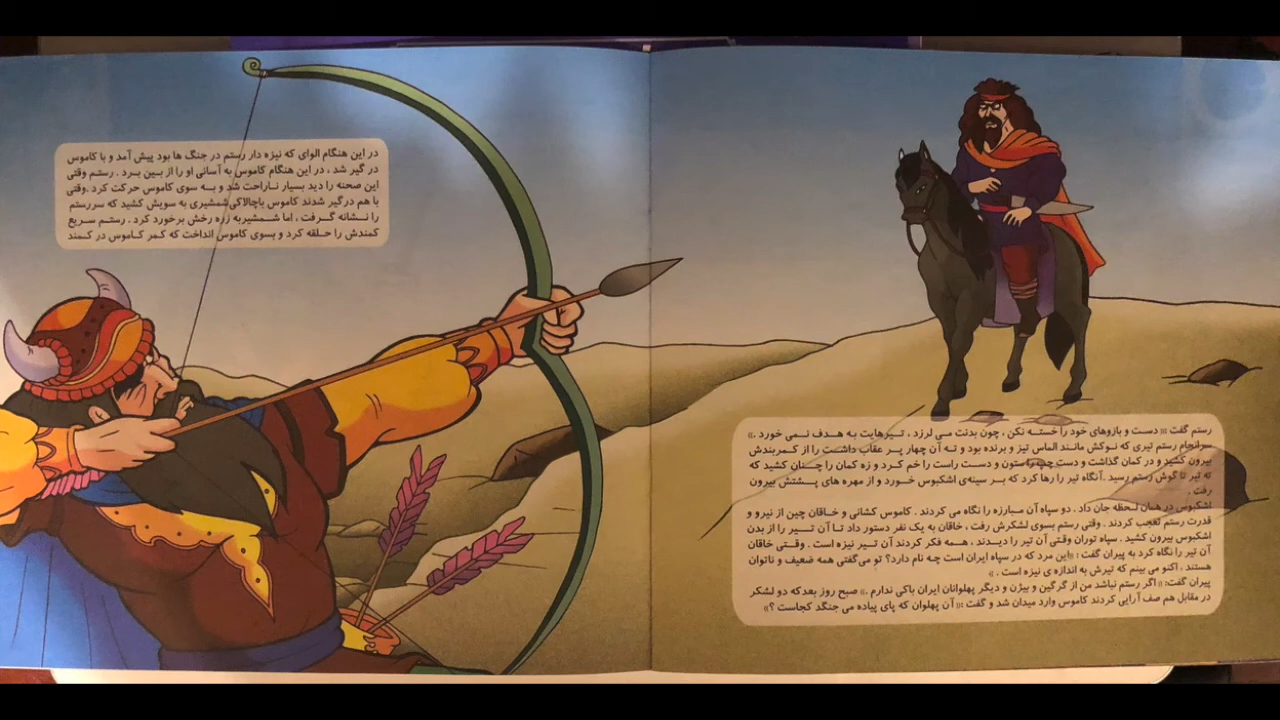 رستم گفت «: دست و بازوهای خود را خسته نکن ، چون بدنت می لرزد . تیرهایت به هدف نمی خورد .»
سرانجام رستم تیری که نوکش مانند الماس تیز و برنده بود و ته آن چهار پر عقاب داشت را از کمربندش
بیرون کشید و در کمان گذاشت و دست چپ را ستون و دست راست را خم کرد و زه کمان را چنان کشید که
ته تیر تا گوش رستم رسید . آنگاه تیر را رها کرد که بر سینه‌ی اشکبوس خورد و از مهره های پشتش بیرون
رفت .
اشکبوس در همان لحظه جان داد . دو سپاه آن مبارزه را نگاه می کردند . کاموس کشانی و خاقان چین از نیرو و
قدرت رستم تعجب کردند . وقتی رستم بسوی لشکرش رفت ، خاقان به یک نفر دستور داد تا آن تیر را از بدن
اشکبوس بیرون کشید . سپاه توران وقتی آن تیر را دیدند ، همه فکر کردند آن تیر نیزه است . وقتی خاقان
آن تیر را نگاه کرد به پیران گفت : «این مرد که در سپاه ایران است چه نام دارد؟ تو می‌گفتی همه ضعیف و ناتوان
هستند . اکنو می بینم که تیرش به اندازه ی نیزه است . »
پیران گفت: « اگر رستم نباشد من از گرگین و بیژن و دیگر پهلوانان ایران باکی ندارم .» صبح روز بعدکه دو لشکر
در مقابل هم صف آرایی کردند کاموس وارد میدان شد و گفت :« آن پهلوان که پای پیاده می جنگد کجاست ؟»
در این هنگام الوای که نیزه دار رستم در جنگ ها بود پیش آمد و با کاموس
در گیر شد ، در این هنگام کاموس به آسانی او را از بین برد . رستم وقتی
این صحنه را دید بسیار ناراحت شد و به سوی کاموس حرکت کرد .وقتی
با هم درگیر شدند کاموس باچالاکی شمشیری به سویش کشید که سررستم
را نشانه گرفت ، اما شمشیربه زره رخش برخورد کرد . رستم سریع
کمندش را حلقه کرد و بسوی کاموس انداخت که کمر کاموس در کمند